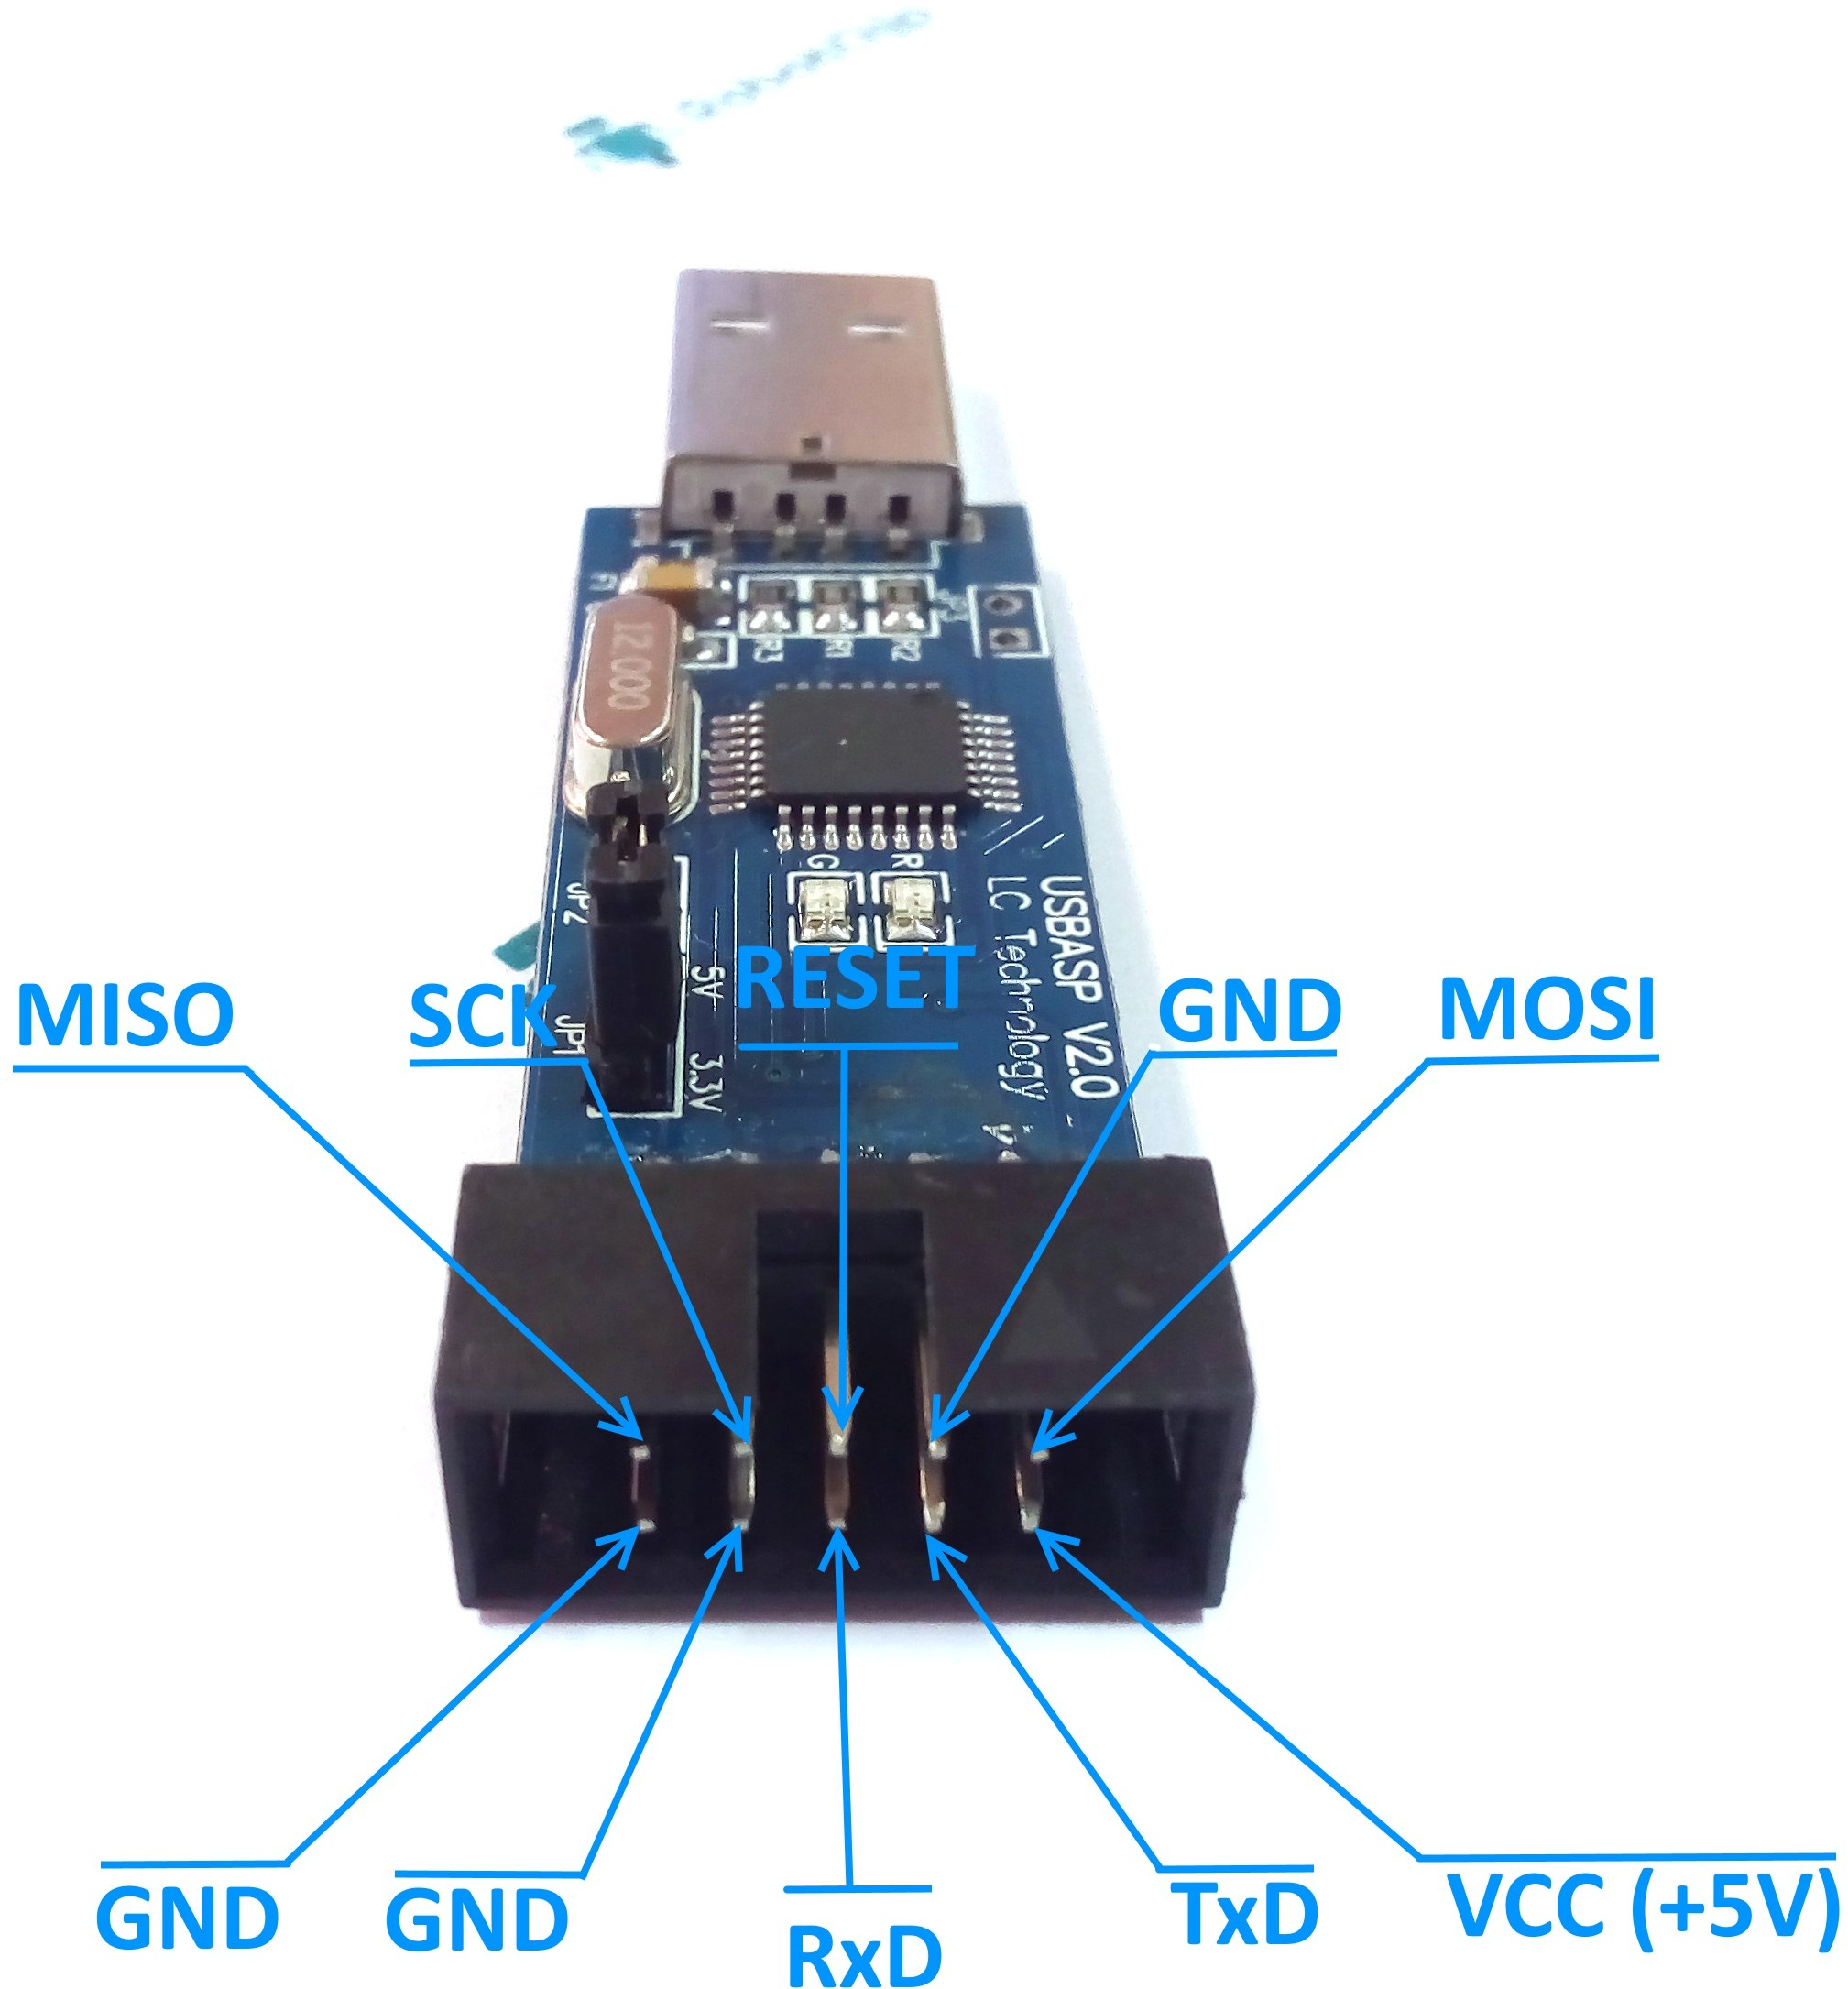 12.000
R3
R1
R2
G
R
JP2
USBASP V2.0
LC Technology
5V
JP1
3.3V
RESET
MISO
SCK
GND
MOSI
GND
GND
RxD
TxD
VCC (+5V)